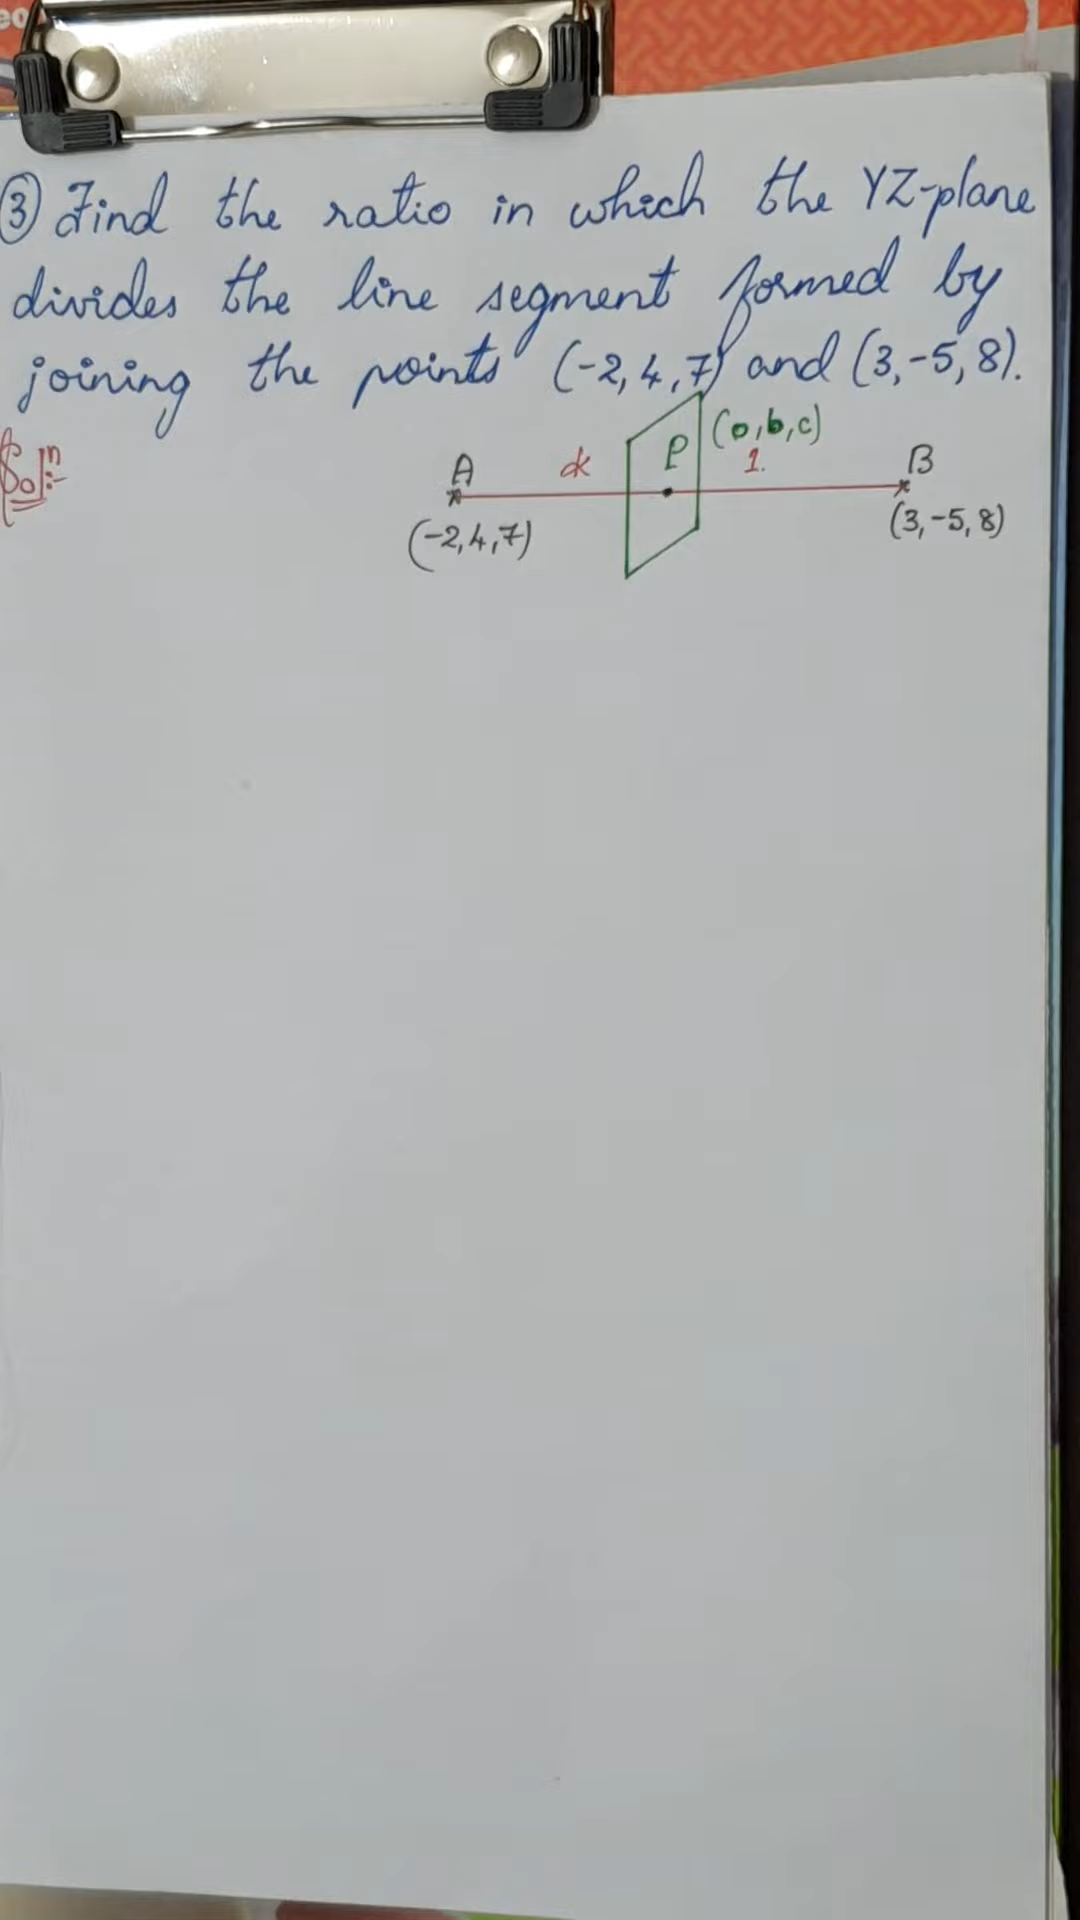 ③ Find the ratio in which the YZ-plane
divides the line segment formed by
joining the points (-2,4,7) and (3,-5,8).
Solⁿ:-
(0,b,c)
A k P 1. B
(-2,4,7) (3,-5,8)